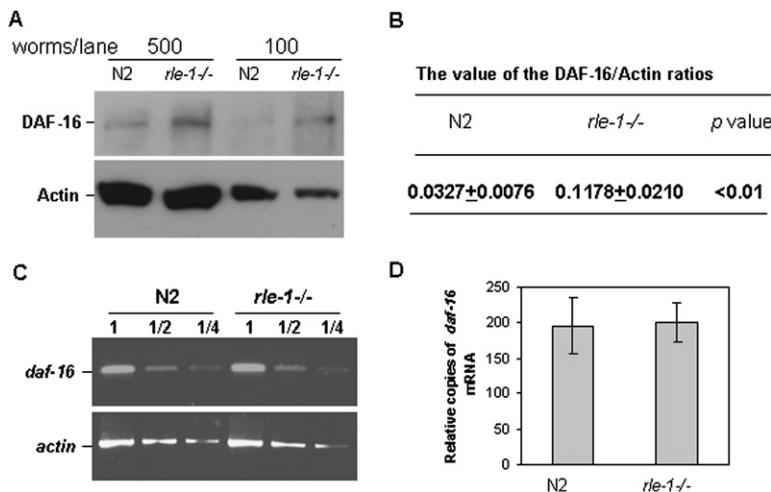 A
worms/lane 500 100
N2 rle-1-/- N2 rle-1-/-
DAF-16
Actin
B
The value of the DAF-16/Actin ratios
N2 rle-1-/- p value
0.0327±0.0076 0.1178±0.0210 <0.01
C
N2 rle-1-/-
1 1/2 1/4 1 1/2 1/4
daf-16
actin
D
Relative copies of daf-16
mRNA
250
200
150
100
50
0
N2 rle-1-/-